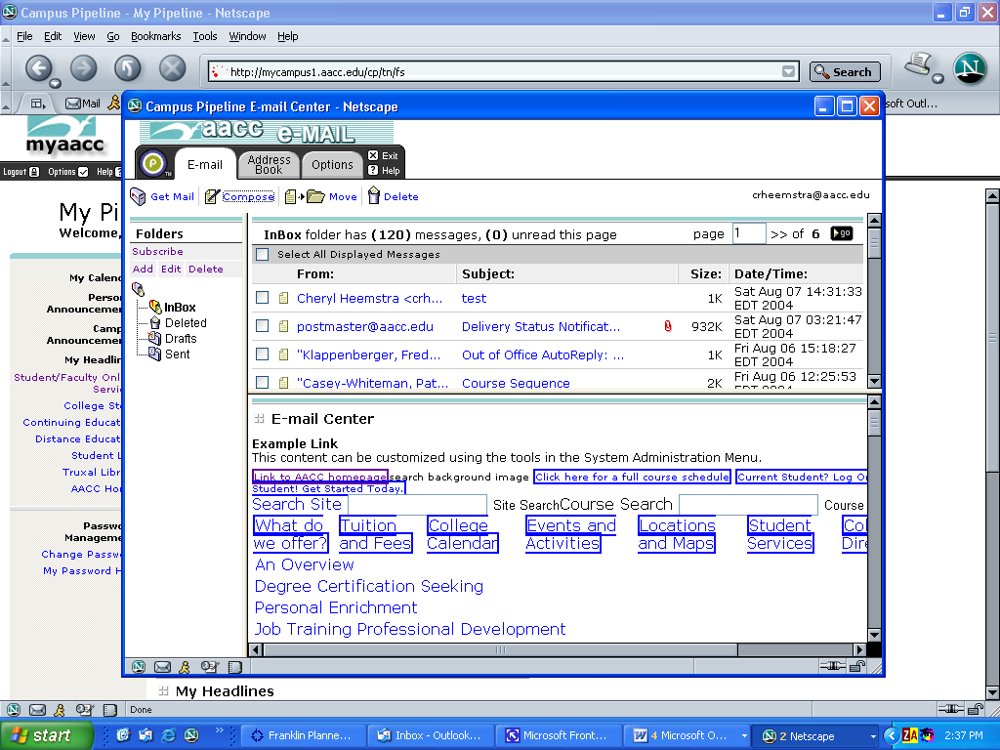 Campus Pipeline - My Pipeline - Netscape
File Edit View Go Bookmarks Tools Window Help
http://mycampus1.aacc.edu/cp/tn/fs
Search
Mail
soft Outl...
Campus Pipeline E-mail Center - Netscape
myaacc
aacc e-MAIL
Logout Options Help
E-mail
Address Book
Options
Exit
Help
Get Mail Compose Move Delete
crheemstra@aacc.edu
My Pi
Welcome,
My Calend
Person
Announcemen
Camp
Announcemen
My Headlin
Student/Faculty Onl
Servic
College Sto
Continuing Educat
Distance Educat
Student L
Truxal Libr
AACC Hor
Passwo
Manageme
Change Passwo
My Password H
Folders
Subscribe
Add Edit Delete
InBox
Deleted
Drafts
Sent
InBox folder has (120) messages, (0) unread this page
page 1 >> of 6 go
Select All Displayed Messages
From: Subject: Size: Date/Time:
Cheryl Heemstra <crh... test 1K Sat Aug 07 14:31:33 EDT 2004
postmaster@aacc.edu Delivery Status Notificat... 932K Sat Aug 07 03:21:47 EDT 2004
"Klappenberger, Fred... Out of Office AutoReply: ... 1K Fri Aug 06 15:18:27 EDT 2004
"Casey-Whiteman, Pat... Course Sequence 2K Fri Aug 06 12:25:53 EDT 2004
E-mail Center
Example Link
This content can be customized using the tools in the System Administration Menu.
Link to AACC homepage search background image Click here for a full course schedule Current Student? Log On
Student! Get Started Today.
Search Site Site Search Course Search Course
What do we offer?
Tuition and Fees
College Calendar
Events and Activities
Locations and Maps
Student Services
Col
Dire
An Overview
Degree Certification Seeking
Personal Enrichment
Job Training Professional Development
My Headlines
Done
start
Franklin Planne...
Inbox - Outlook...
Microsoft Front...
4 Microsoft O...
2 Netscape
ZA
2:37 PM